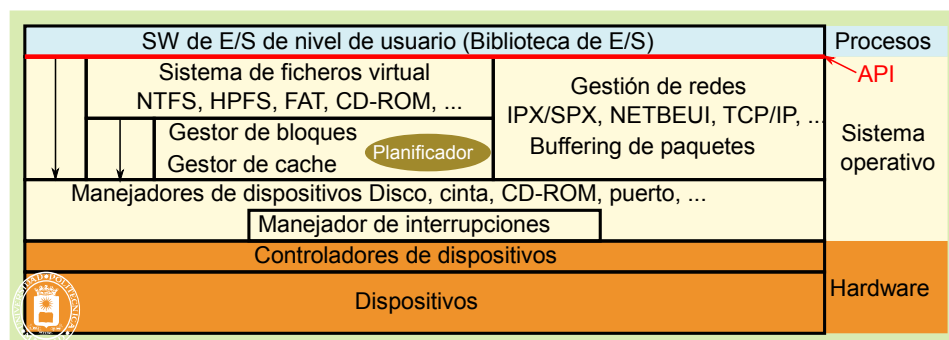 SW de E/S de nivel de usuario (Biblioteca de E/S)
Procesos
API
Sistema de ficheros virtual
NTFS, HPFS, FAT, CD-ROM, ...
Gestión de redes
IPX/SPX, NETBEUI, TCP/IP, ...
Buffering de paquetes
Gestor de bloques
Gestor de cache
Planificador
Sistema
operativo
Manejadores de dispositivos Disco, cinta, CD-ROM, puerto, ...
Manejador de interrupciones
Controladores de dispositivos
Dispositivos
Hardware